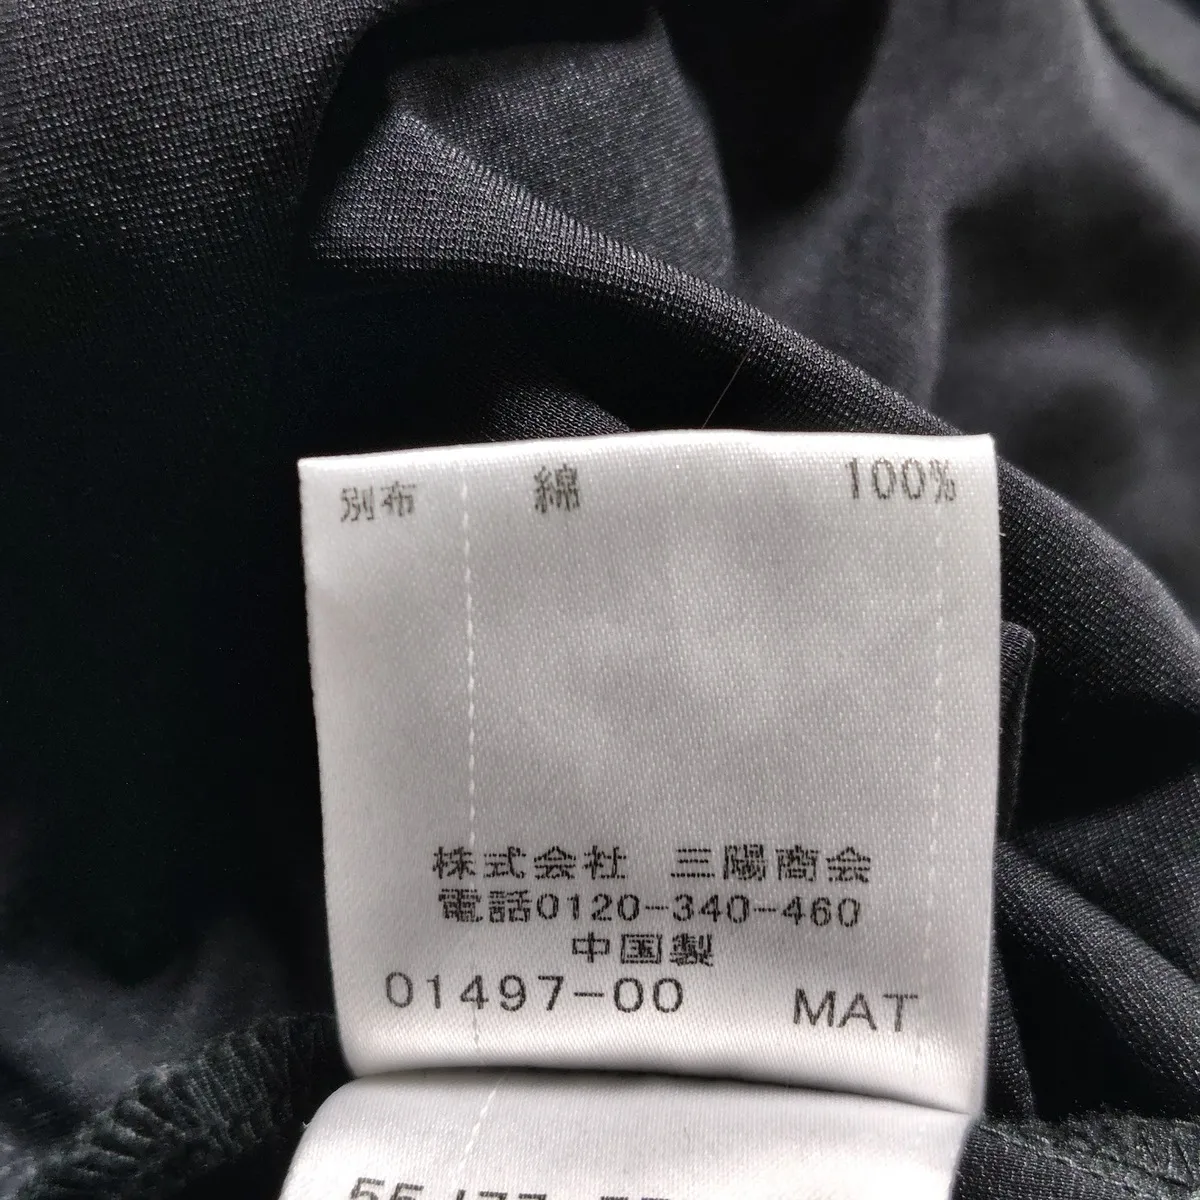 別布 綿 100%
株式会社 三陽商会
電話0120-340-460
中国製
01497-00 MAT